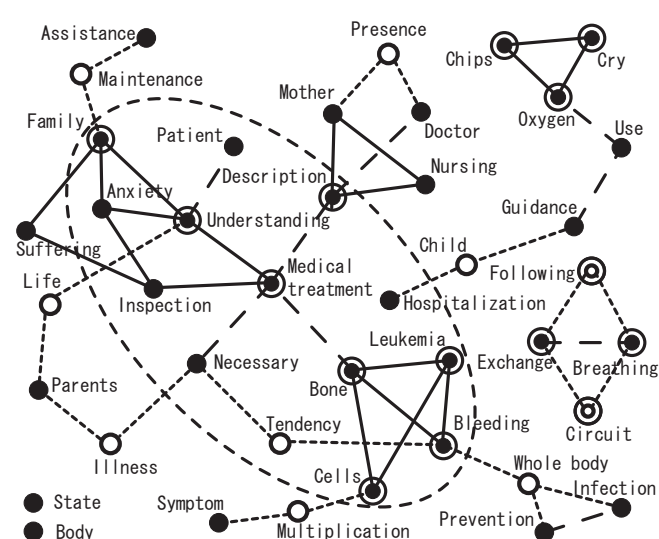 Assistance
Presence
Maintenance
Chips
Cry
Mother
Oxygen
Family
Patient
Doctor
Use
Description
Nursing
Anxiety
Understanding
Guidance
Suffering
Child
Life
Medical
treatment
Following
Inspection
Hospitalization
Leukemia
Necessary
Exchange
Breathing
Parents
Bone
Tendency
Bleeding
Circuit
Illness
Whole body
Cells
Infection
State
Symptom
Prevention
Body
Multiplication